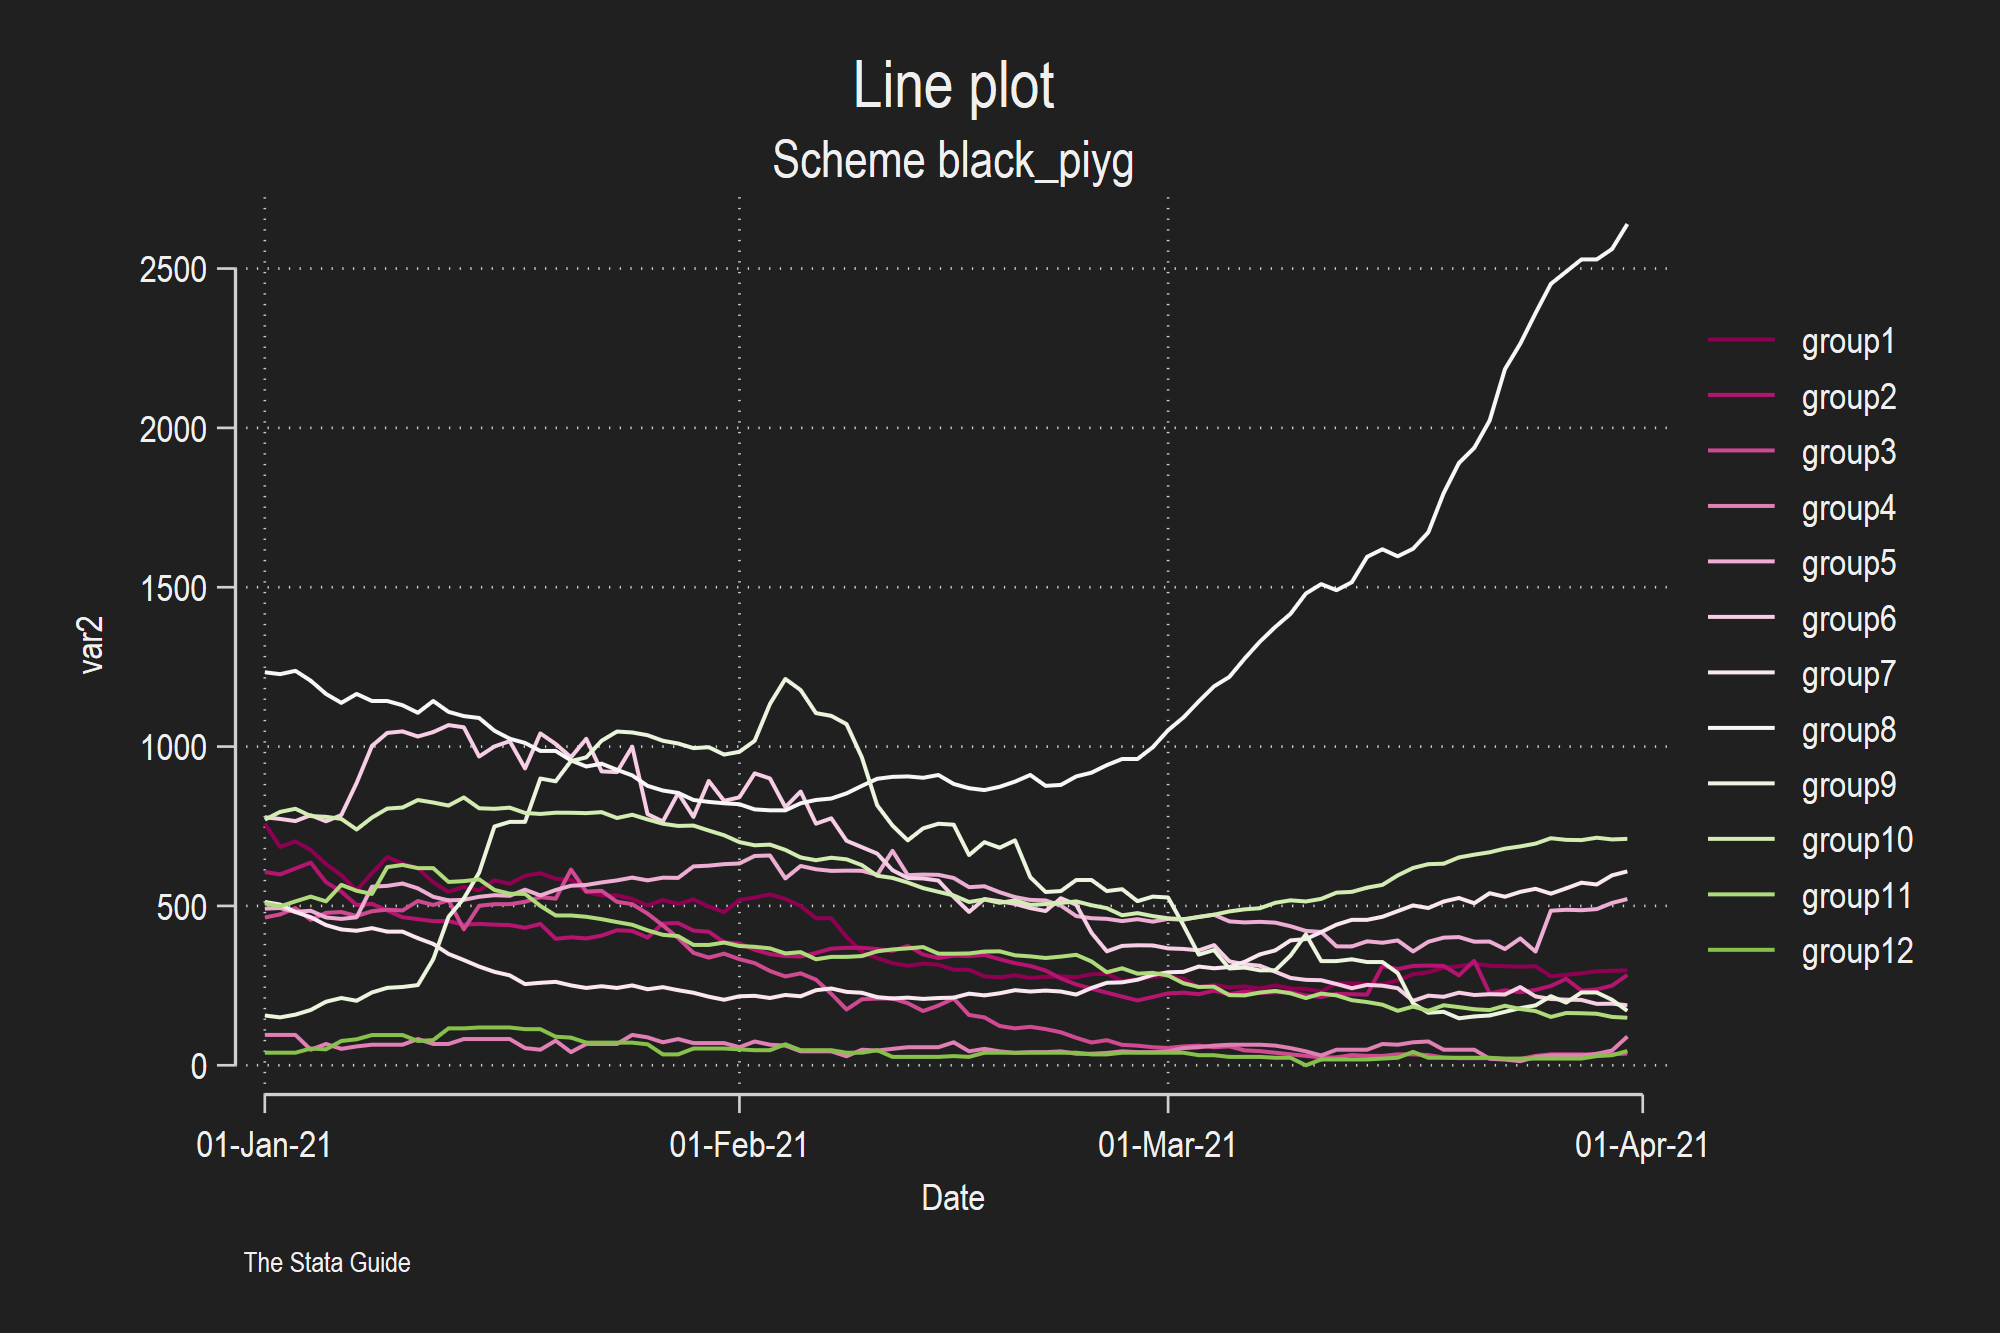 Line plot
Scheme black_piyg
2500
2000
1500
1000
500
0
var2
01-Jan-21
01-Feb-21
01-Mar-21
01-Apr-21
Date
group1
group2
group3
group4
group5
group6
group7
group8
group9
group10
group11
group12
The Stata Guide